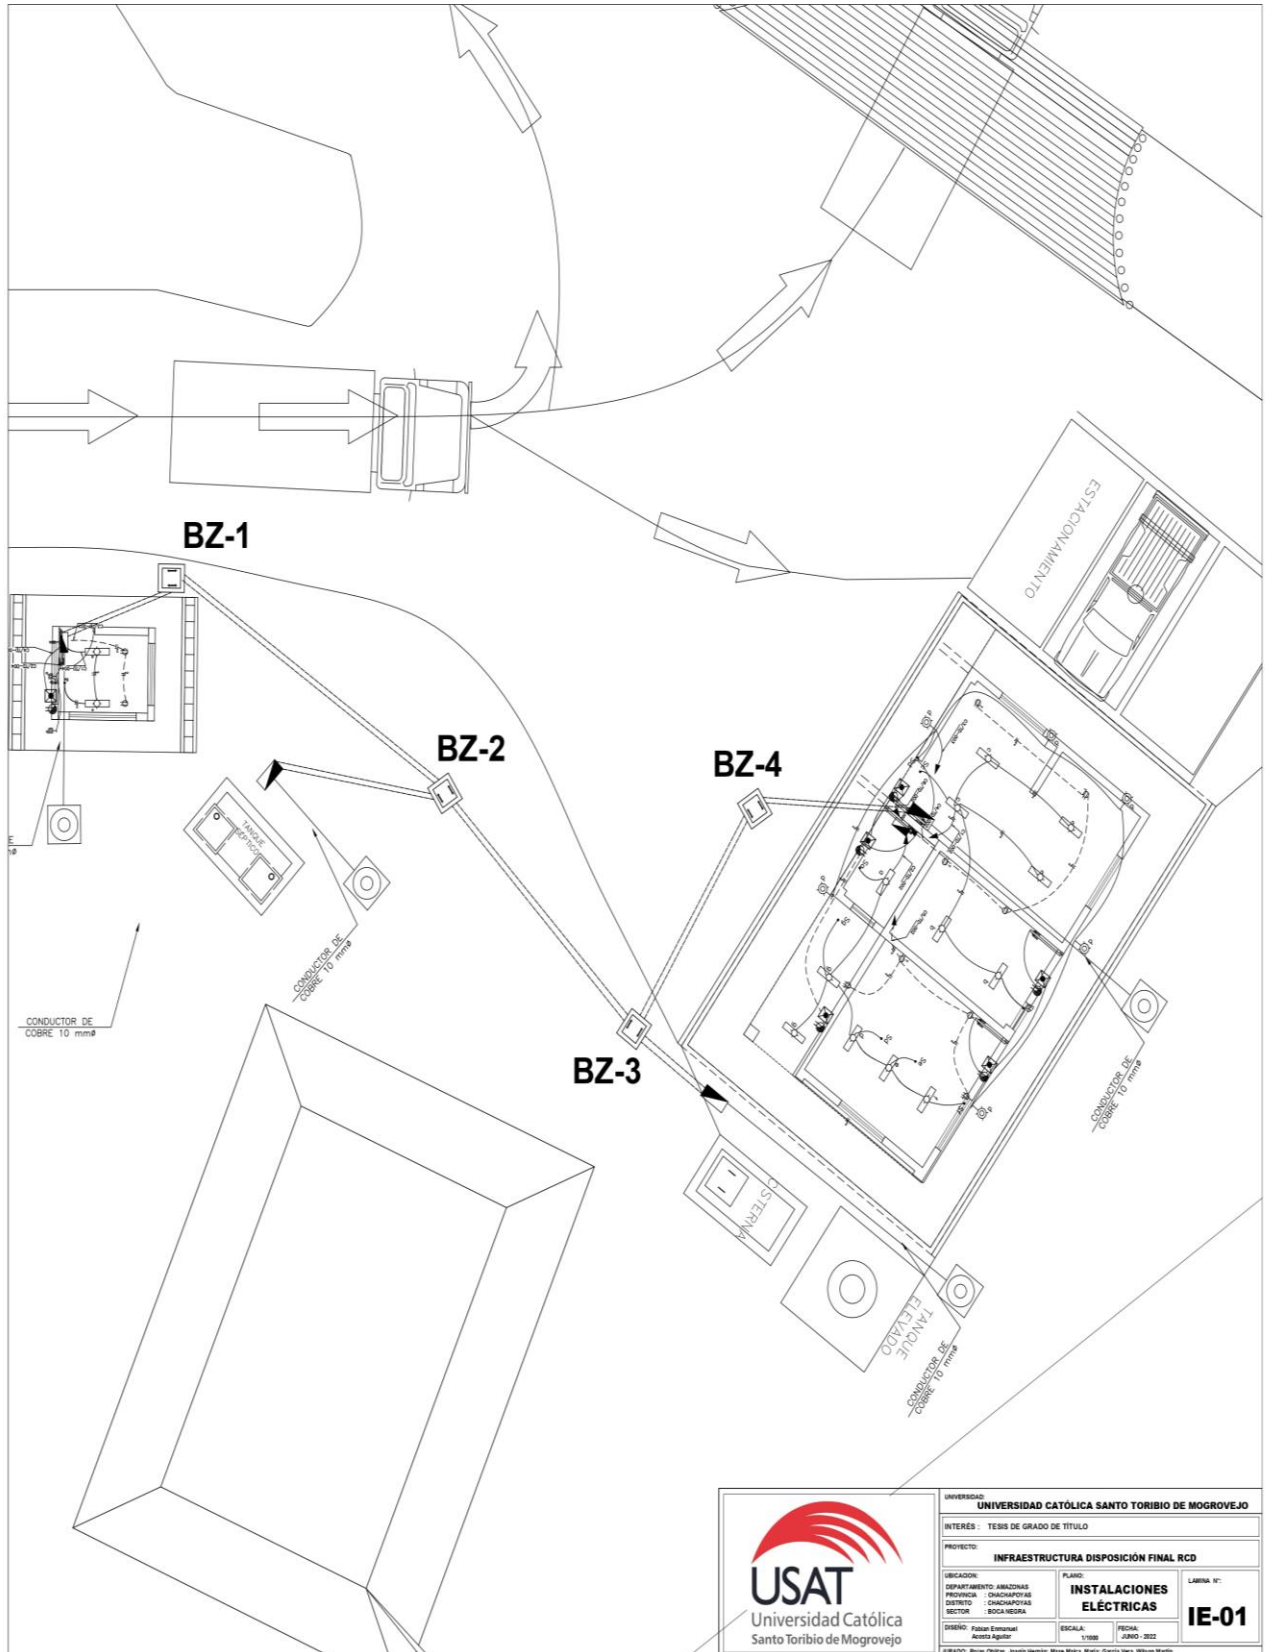 BZ-1
ESTACIONAMIENTO
BZ-2
BZ-4
TANQUE
SEPTICO
CONDUCTOR DE
COBRE 10 mmø
CONDUCTOR DE
COBRE 10 mmø
BZ-3
CONDUCTOR DE
COBRE 10 mmø
CISTERNA
TANQUE
ELEVADO
CONDUCTOR DE
COBRE 10 mmø
USAT
Universidad Católica
Santo Toribio de Mogrovejo
UNIVERSIDAD:
UNIVERSIDAD CATÓLICA SANTO TORIBIO DE MOGROVEJO
INTERÉS : TESIS DE GRADO DE TÍTULO
PROYECTO:
INFRAESTRUCTURA DISPOSICIÓN FINAL RCD
UBICACION:
DEPARTAMENTO: AMAZONAS
PROVINCIA : CHACHAPOYAS
DISTRITO : CHACHAPOYAS
SECTOR : BOCA NEGRA
PLANO:
INSTALACIONES
ELÉCTRICAS
LAMINA N°:
IE-01
DISEÑO: Fabian Enmanuel
Acosta Aguilar
ESCALA:
1/1000
FECHA:
JUNIO - 2022